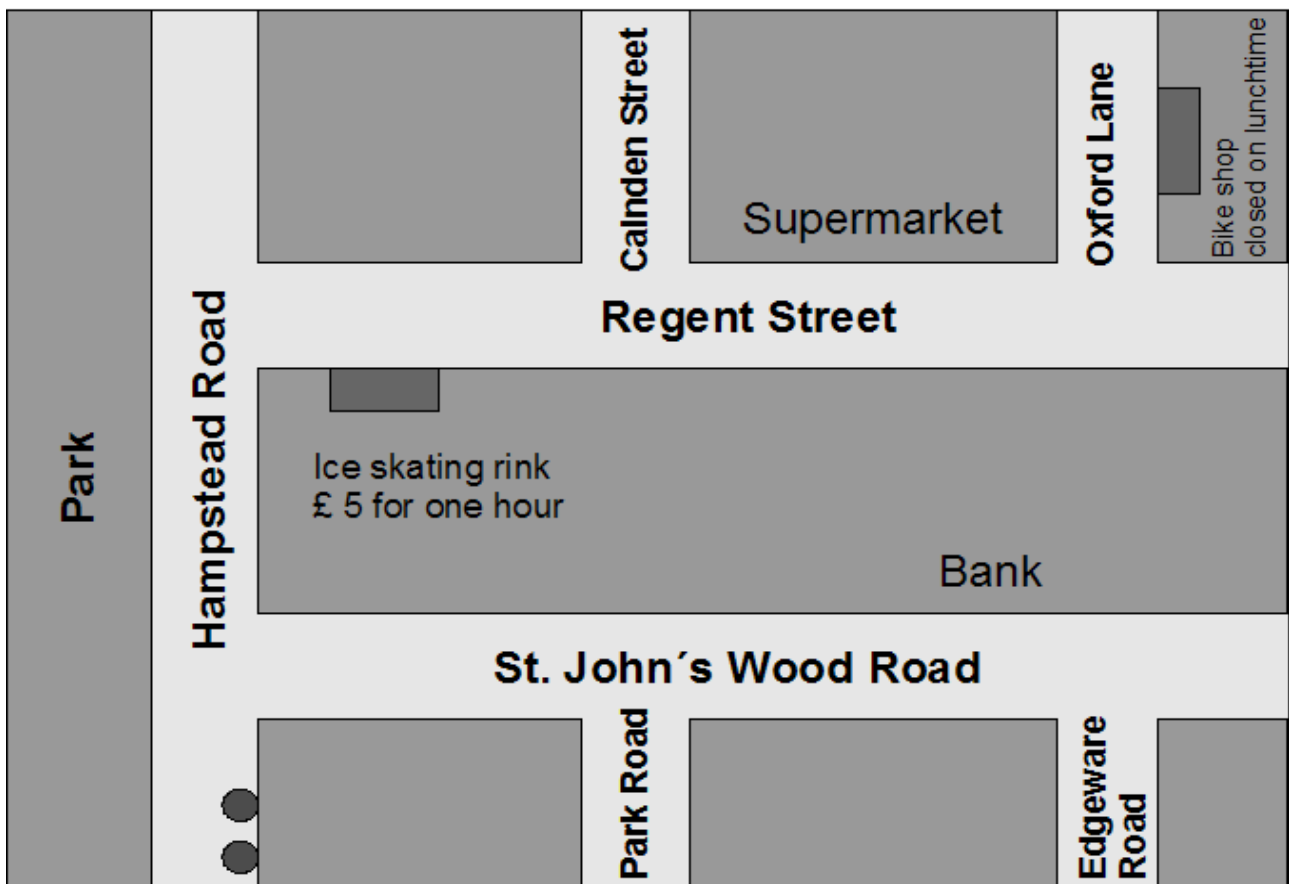 Park
Hampstead Road
Calnden Street
Supermarket
Oxford Lane
Bike shop
closed on lunchtime
Regent Street
Ice skating rink
£ 5 for one hour
Bank
St. John´s Wood Road
Park Road
Edgeware
Road